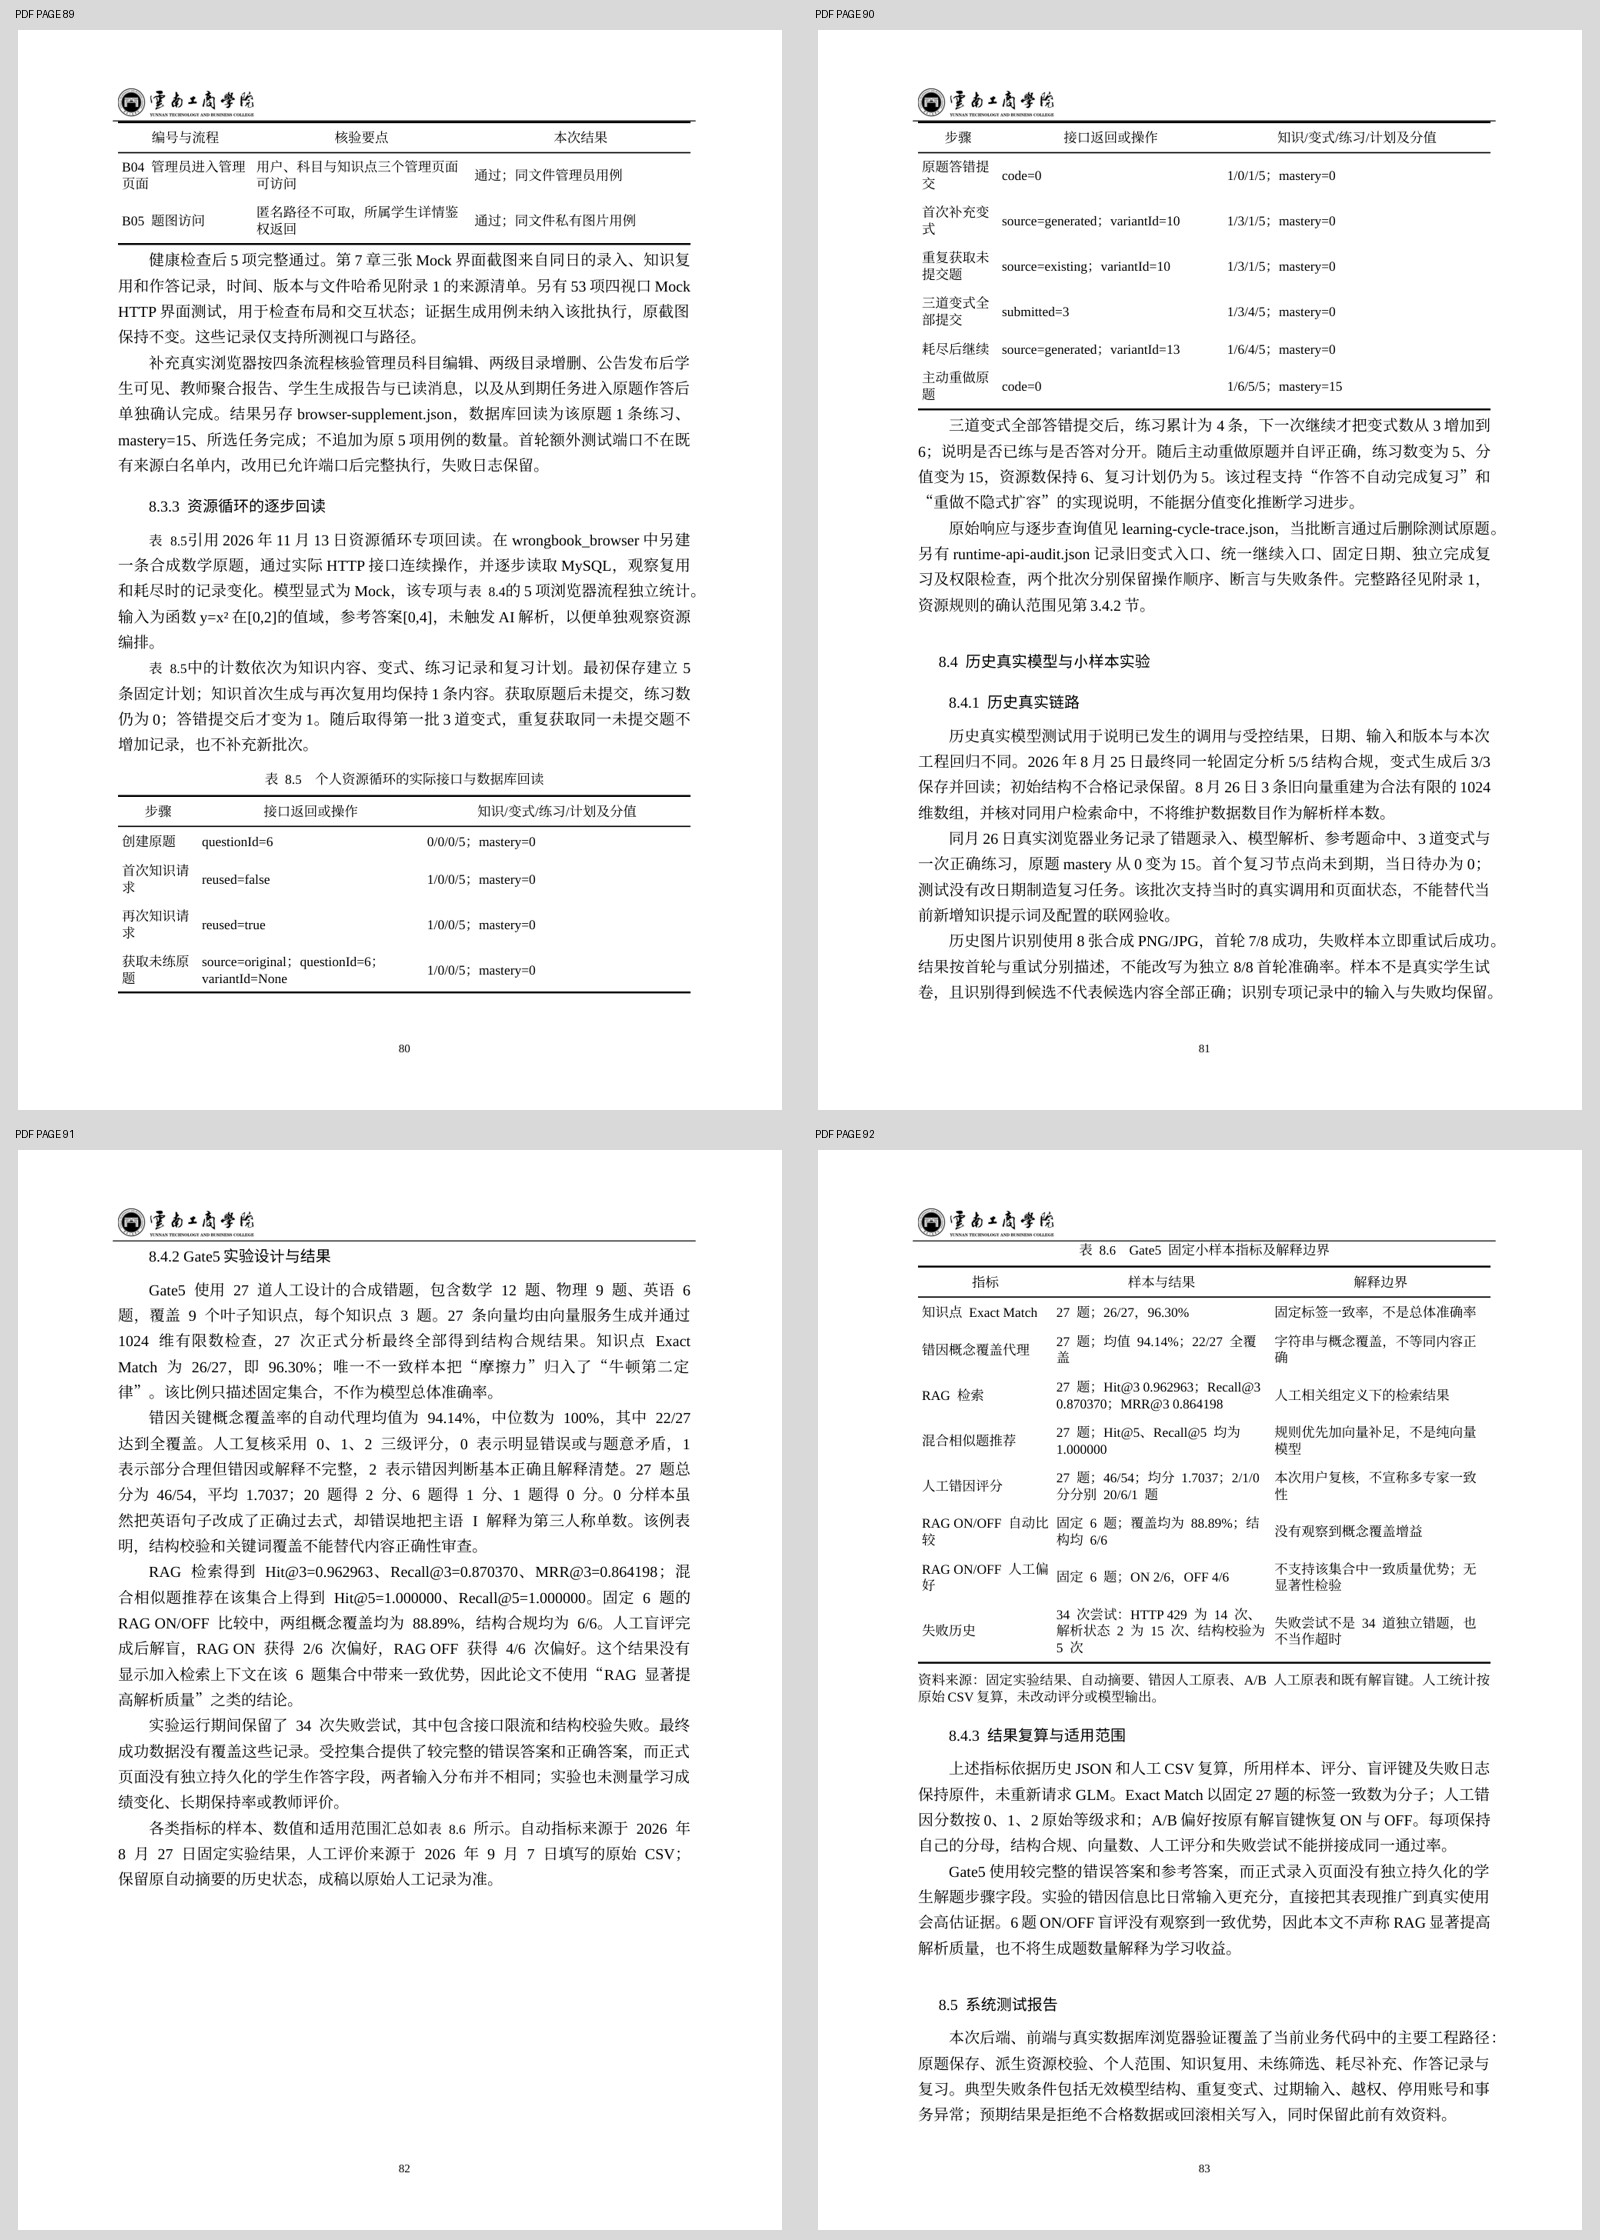 PDF PAGE 89
雲南工商學院
YUNNAN TECHNOLOGY AND BUSINESS COLLEGE
编号与流程 核验要点 本次结果
B04 管理员进入管理页面 用户、科目与知识点三个管理页面可访问 通过；同文件管理员用例
B05 题图访问 匿名路径不可取，所属学生详情鉴权返回 通过；同文件私有图片用例
健康检查后 5 项完整通过。第 7 章三张 Mock 界面截图来自同日的录入、知识复
用和作答记录，时间、版本与文件哈希见附录 1 的来源清单。另有 53 项四视口 Mock
HTTP 界面测试，用于检查布局和交互状态；证据生成用例未纳入该批执行，原截图
保持不变。这些记录仅支持所测视口与路径。
补充真实浏览器按四条流程核验管理员科目编辑、两级目录增删、公告发布后学
生可见、教师聚合报告、学生生成报告与已读消息，以及从到期任务进入原题作答后
单独确认完成。结果另存 browser-supplement.json，数据库回读为该原题 1 条练习、
mastery=15、所选任务完成；不追加为原 5 项用例的数量。首轮额外测试端口不在既
有来源白名单内，改用已允许端口后完整执行，失败日志保留。
8.3.3 资源循环的逐步回读
表 8.5引用 2026 年 11 月 13 日资源循环专项回读。在 wrongbook_browser 中另建
一条合成数学原题，通过实际 HTTP 接口连续操作，并逐步读取 MySQL，观察复用
和耗尽时的记录变化。模型显式为 Mock，该专项与表 8.4的 5 项浏览器流程独立统计。
输入为函数 y=x² 在[0,2]的值域，参考答案[0,4]，未触发 AI 解析，以便单独观察资源
编排。
表 8.5中的计数依次为知识内容、变式、练习记录和复习计划。最初保存建立 5
条固定计划；知识首次生成与再次复用均保持 1 条内容。获取原题后未提交，练习数
仍为 0；答错提交后才变为 1。随后取得第一批 3 道变式，重复获取同一未提交题不
增加记录，也不补充新批次。
表 8.5 个人资源循环的实际接口与数据库回读
步骤 接口返回或操作 知识/变式/练习/计划及分值
创建原题 questionId=6 0/0/0/5；mastery=0
首次知识请求 reused=false 1/0/0/5；mastery=0
再次知识请求 reused=true 1/0/0/5；mastery=0
获取未练原题 source=original；questionId=6；variantId=None 1/0/0/5；mastery=0
80
PDF PAGE 90
雲南工商學院
YUNNAN TECHNOLOGY AND BUSINESS COLLEGE
步骤 接口返回或操作 知识/变式/练习/计划及分值
原题答错提交 code=0 1/0/1/5；mastery=0
首次补充变式 source=generated；variantId=10 1/3/1/5；mastery=0
重复获取未提交题 source=existing；variantId=10 1/3/1/5；mastery=0
三道变式全部提交 submitted=3 1/3/4/5；mastery=0
耗尽后继续 source=generated；variantId=13 1/6/4/5；mastery=0
主动重做原题 code=0 1/6/5/5；mastery=15
三道变式全部答错提交后，练习累计为 4 条，下一次继续才把变式数从 3 增加到
6；说明是否已练与是否答对分开。随后主动重做原题并自评正确，练习数变为 5、分
值变为 15，资源数保持 6、复习计划仍为 5。该过程支持“作答不自动完成复习”和
“重做不隐式扩容”的实现说明，不能据分值变化推断学习进步。
原始响应与逐步查询值见 learning-cycle-trace.json，当批断言通过后删除测试原题。
另有 runtime-api-audit.json 记录旧变式入口、统一继续入口、固定日期、独立完成复
习及权限检查，两个批次分别保留操作顺序、断言与失败条件。完整路径见附录 1，
资源规则的确认范围见第 3.4.2 节。
8.4 历史真实模型与小样本实验
8.4.1 历史真实链路
历史真实模型测试用于说明已发生的调用与受控结果，日期、输入和版本与本次
工程回归不同。2026 年 8 月 25 日最终同一轮固定分析 5/5 结构合规，变式生成后 3/3
保存并回读；初始结构不合格记录保留。8 月 26 日 3 条旧向量重建为合法有限的 1024
维数组，并核对同用户检索命中，不将维护数据数目作为解析样本数。
同月 26 日真实浏览器业务记录了错题录入、模型解析、参考题命中、3 道变式与
一次正确练习，原题 mastery 从 0 变为 15。首个复习节点尚未到期，当日待办为 0；
测试没有改日期制造复习任务。该批次支持当时的真实调用和页面状态，不能替代当
前新增知识提示词及配置的联网验收。
历史图片识别使用 8 张合成 PNG/JPG，首轮 7/8 成功，失败样本立即重试后成功。
结果按首轮与重试分别描述，不能改写为独立 8/8 首轮准确率。样本不是真实学生试
卷，且识别得到候选不代表候选内容全部正确；识别专项记录中的输入与失败均保留。
81
PDF PAGE 91
雲南工商學院
YUNNAN TECHNOLOGY AND BUSINESS COLLEGE
8.4.2 Gate5 实验设计与结果
Gate5 使用 27 道人工设计的合成错题，包含数学 12 题、物理 9 题、英语 6
题，覆盖 9 个叶子知识点，每个知识点 3 题。27 条向量均由向量服务生成并通过
1024 维有限数检查，27 次正式分析最终全部得到结构合规结果。知识点 Exact
Match 为 26/27，即 96.30%；唯一不一致样本把“摩擦力”归入了“牛顿第二定
律”。该比例只描述固定集合，不作为模型总体准确率。
错因关键概念覆盖率的自动代理均值为 94.14%，中位数为 100%，其中 22/27
达到全覆盖。人工复核采用 0、1、2 三级评分，0 表示明显错误或与题意矛盾，1
表示部分合理但错因或解释不完整，2 表示错因判断基本正确且解释清楚。27 题总
分为 46/54，平均 1.7037；20 题得 2 分、6 题得 1 分、1 题得 0 分。0 分样本虽
然把英语句子改成了正确过去式，却错误地把主语 I 解释为第三人称单数。该例表
明，结构校验和关键词覆盖不能替代内容正确性审查。
RAG 检索得到 Hit@3=0.962963、Recall@3=0.870370、MRR@3=0.864198；混
合相似题推荐在该集合上得到 Hit@5=1.000000、Recall@5=1.000000。固定 6 题的
RAG ON/OFF 比较中，两组概念覆盖均为 88.89%，结构合规均为 6/6。人工盲评完
成后解盲，RAG ON 获得 2/6 次偏好，RAG OFF 获得 4/6 次偏好。这个结果没有
显示加入检索上下文在该 6 题集合中带来一致优势，因此论文不使用“RAG 显著提
高解析质量”之类的结论。
实验运行期间保留了 34 次失败尝试，其中包含接口限流和结构校验失败。最终
成功数据没有覆盖这些记录。受控集合提供了较完整的错误答案和正确答案，而正式
页面没有独立持久化的学生作答字段，两者输入分布并不相同；实验也未测量学习成
绩变化、长期保持率或教师评价。
各类指标的样本、数值和适用范围汇总如表 8.6 所示。自动指标来源于 2026 年
8 月 27 日固定实验结果，人工评价来源于 2026 年 9 月 7 日填写的原始 CSV；
保留原自动摘要的历史状态，成稿以原始人工记录为准。
82
PDF PAGE 92
雲南工商學院
YUNNAN TECHNOLOGY AND BUSINESS COLLEGE
表 8.6 Gate5 固定小样本指标及解释边界
指标 样本与结果 解释边界
知识点 Exact Match 27 题；26/27，96.30% 固定标签一致率，不是总体准确率
错因概念覆盖代理 27 题；均值 94.14%；22/27 全覆盖 字符串与概念覆盖，不等同内容正确
RAG 检索 27 题；Hit@3 0.962963；Recall@3 0.870370；MRR@3 0.864198 人工相关组定义下的检索结果
混合相似题推荐 27 题；Hit@5、Recall@5 均为 1.000000 规则优先加向量补足，不是纯向量模型
人工错因评分 27 题；46/54；均分 1.7037；2/1/0 分分别 20/6/1 题 本次用户复核，不宣称多专家一致性
RAG ON/OFF 自动比较 固定 6 题；覆盖均为 88.89%；结构均 6/6 没有观察到概念覆盖增益
RAG ON/OFF 人工偏好 固定 6 题；ON 2/6，OFF 4/6 不支持该集合中一致质量优势；无显著性检验
失败历史 34 次尝试：HTTP 429 为 14 次、解析状态 2 为 15 次、结构校验为 5 次 失败尝试不是 34 道独立错题，也不当作超时
资料来源：固定实验结果、自动摘要、错因人工原表、A/B 人工原表和既有解盲键。人工统计按
原始 CSV 复算，未改动评分或模型输出。
8.4.3 结果复算与适用范围
上述指标依据历史 JSON 和人工 CSV 复算，所用样本、评分、盲评键及失败日志
保持原件，未重新请求 GLM。Exact Match 以固定 27 题的标签一致数为分子；人工错
因分数按 0、1、2 原始等级求和；A/B 偏好按原有解盲键恢复 ON 与 OFF。每项保持
自己的分母，结构合规、向量数、人工评分和失败尝试不能拼接成同一通过率。
Gate5 使用较完整的错误答案和参考答案，而正式录入页面没有独立持久化的学
生解题步骤字段。实验的错因信息比日常输入更充分，直接把其表现推广到真实使用
会高估证据。6 题 ON/OFF 盲评没有观察到一致优势，因此本文不声称 RAG 显著提高
解析质量，也不将生成题数量解释为学习收益。
8.5 系统测试报告
本次后端、前端与真实数据库浏览器验证覆盖了当前业务代码中的主要工程路径：
原题保存、派生资源校验、个人范围、知识复用、未练筛选、耗尽补充、作答记录与
复习。典型失败条件包括无效模型结构、重复变式、过期输入、越权、停用账号和事
务异常；预期结果是拒绝不合格数据或回滚相关写入，同时保留此前有效资料。
83